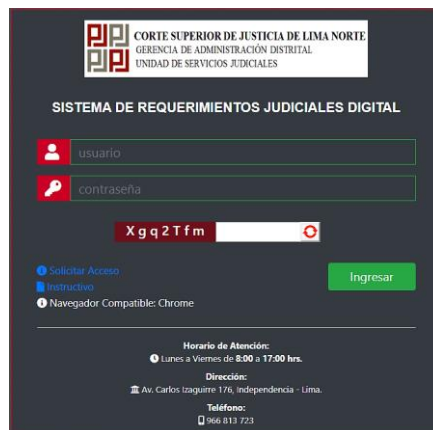 CORTE SUPERIOR DE JUSTICIA DE LIMA NORTE
GERENCIA DE ADMINISTRACIÓN DISTRITAL
UNIDAD DE SERVICIOS JUDICIALES
SISTEMA DE REQUERIMIENTOS JUDICIALES DIGITAL
usuario
contraseña
Xgq2Tfm
Solicitar Acceso
Ingresar
Instructivo
Navegador Compatible: Chrome
Horario de Atención:
Lunes a Viernes de 8:00 a 17:00 hrs.
Dirección:
Av. Carlos Izaguirre 176, Independencia - Lima.
Teléfono:
966 813 723